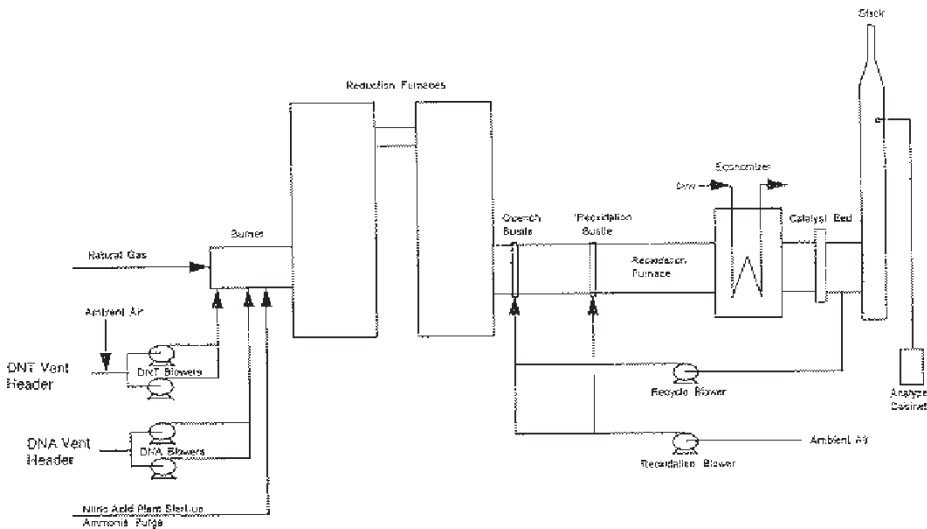 Stack
Reduction Furnaces
Economizer
Quench
Bustle
Reoxidation
Bustle
Catalyst Bed
Burner
Natural Gas
Reoxidation
Furnace
Ambient Air
DNT Vent
Header
DNT Blowers
Recycle Blower
Analyze
Cabinet
DNA Vent
Header
DNA Blowers
Ambient Air
Reoxidation Blower
Nitric Acid Plant Start-up
Ammonia Purge